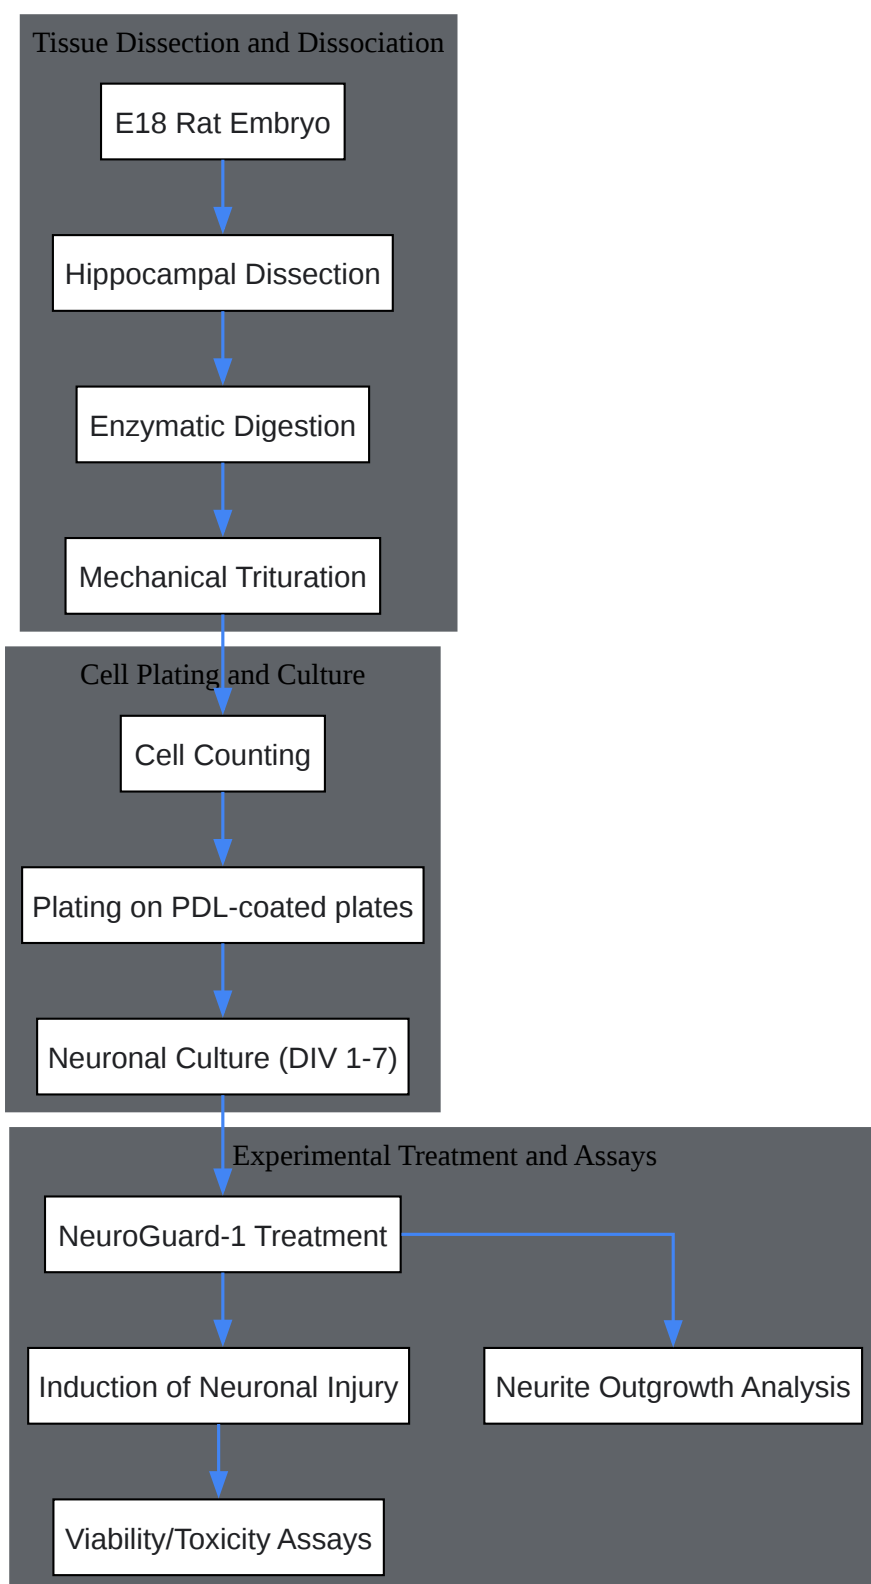 Tissue Dissection and Dissociation
E18 Rat Embryo
Hippocampal Dissection
Enzymatic Digestion
Mechanical Trituration
Cell Plating and Culture
Cell Counting
Plating on PDL-coated plates
Neuronal Culture (DIV 1-7)
Experimental Treatment and Assays
NeuroGuard-1 Treatment
Induction of Neuronal Injury
Neurite Outgrowth Analysis
Viability/Toxicity Assays